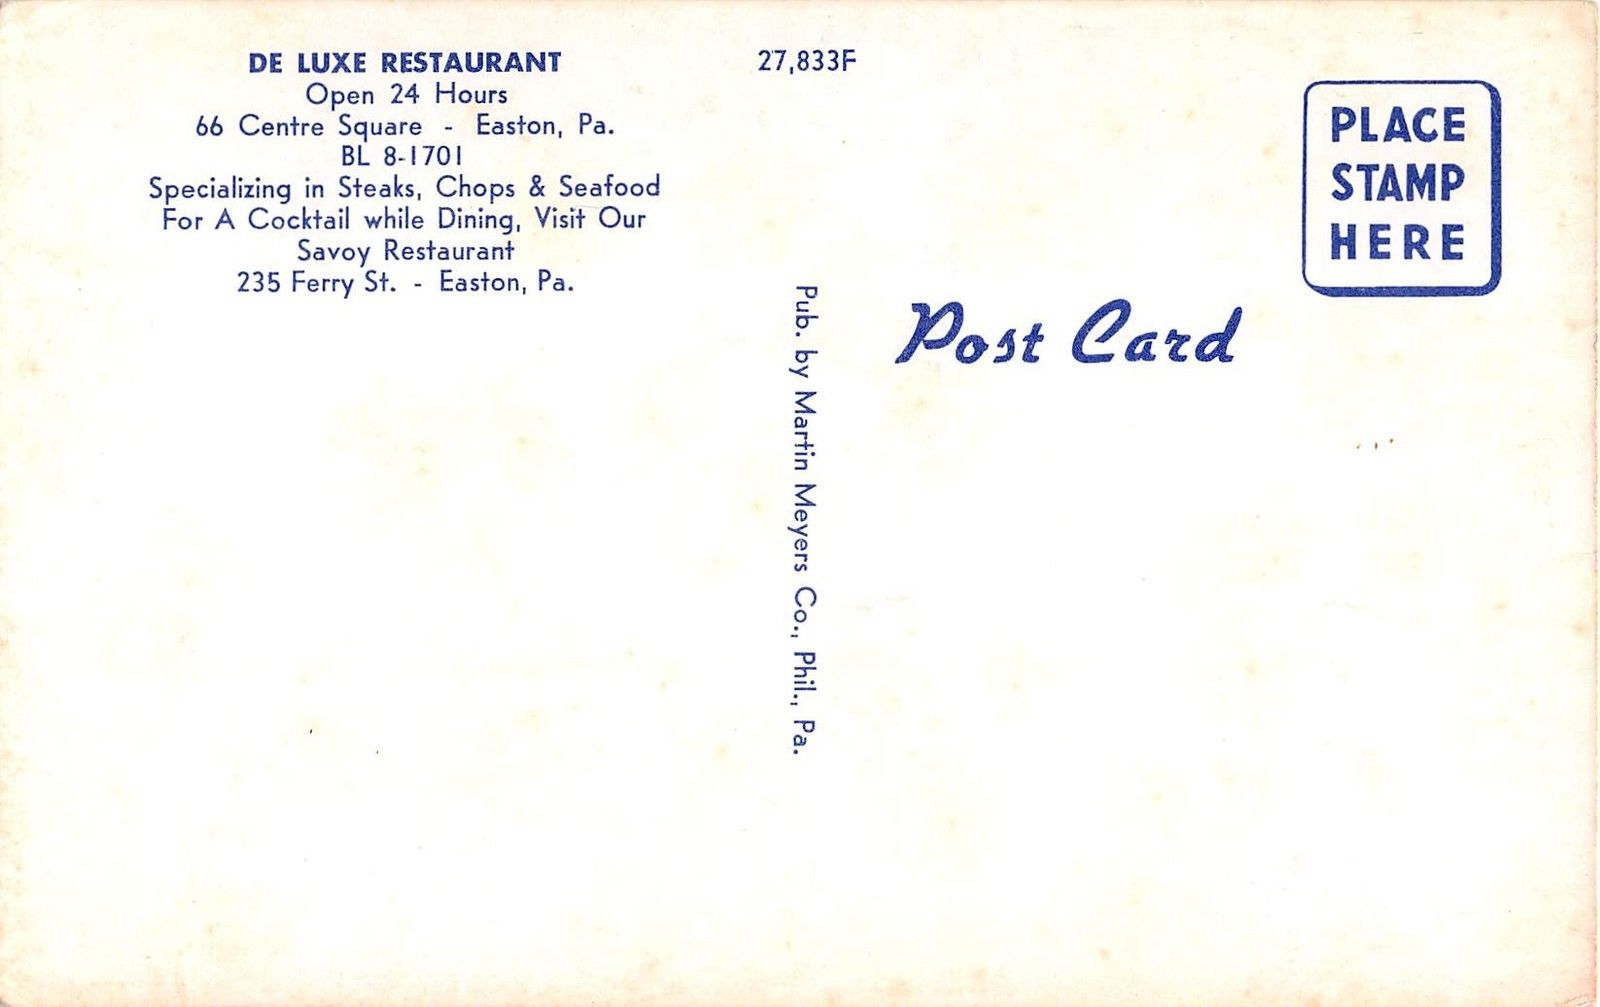 DE LUXE RESTAURANT
Open 24 Hours
66 Centre Square - Easton, Pa.
BL 8-1701
Specializing in Steaks, Chops & Seafood
For A Cocktail while Dining, Visit Our
Savoy Restaurant
235 Ferry St. - Easton, Pa.
27,833F
Pub. by Martin Meyers Co., Phil., Pa.
Post Card
PLACE
STAMP
HERE